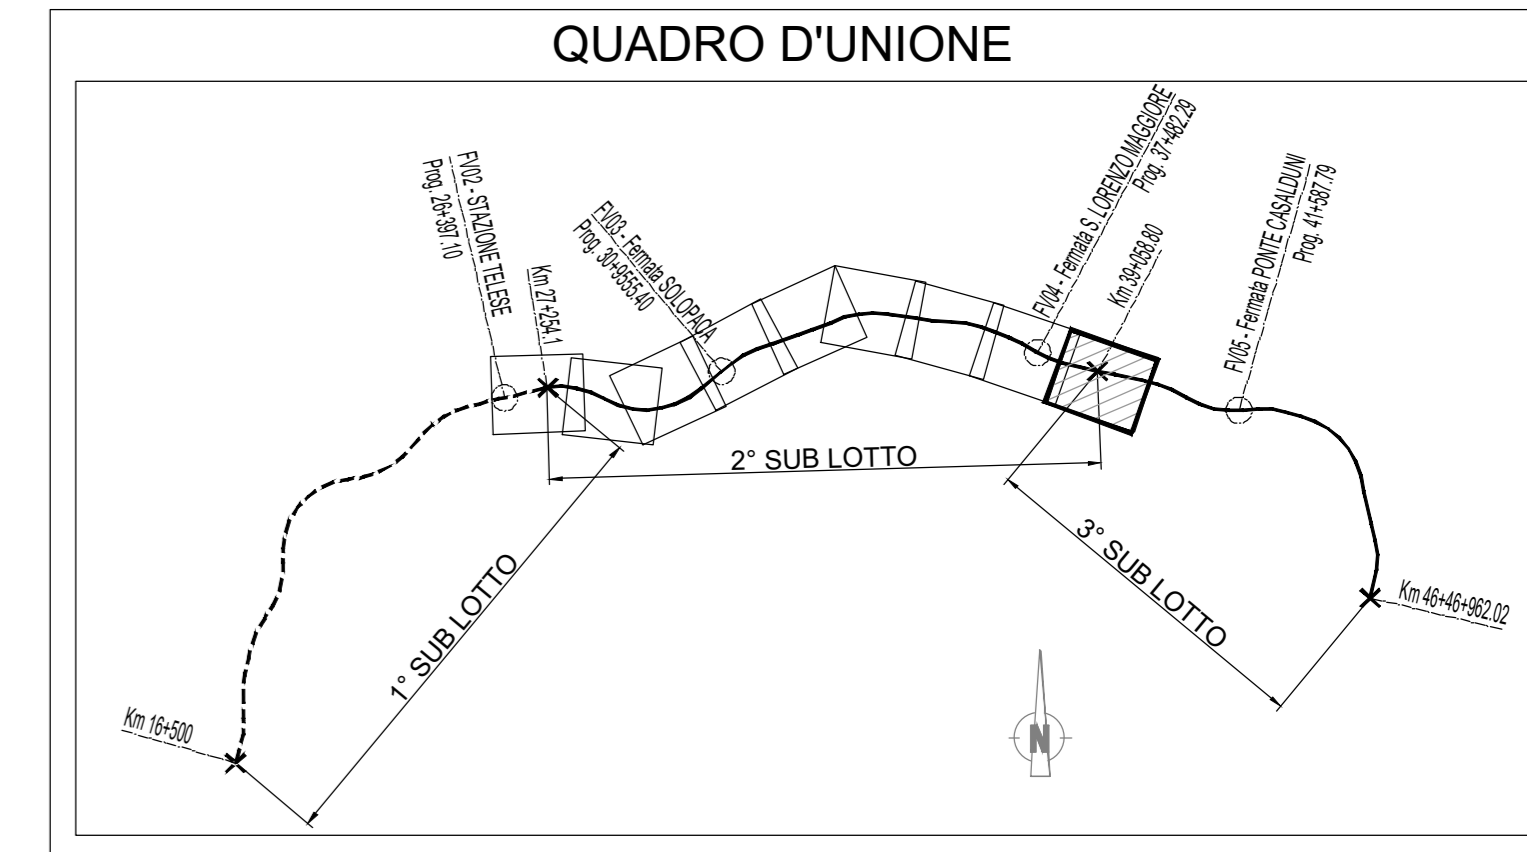 QUADRO D'UNIONE
FV02 - STAZIONE TELESE
Prog. 26+397.10
Km 27+254.1
FV03 - Fermata SOLOPACA
Prog. 30+9555.40
FV04 - Fermata S. LORENZO MAGGIORE
Prog. 37+482.29
Km 39+058.80
FV05 - Fermata PONTE CASALDUNI
Prog. 41+587.79
2° SUB LOTTO
1° SUB LOTTO
3° SUB LOTTO
Km 46+46+962.02
Km 16+500
N